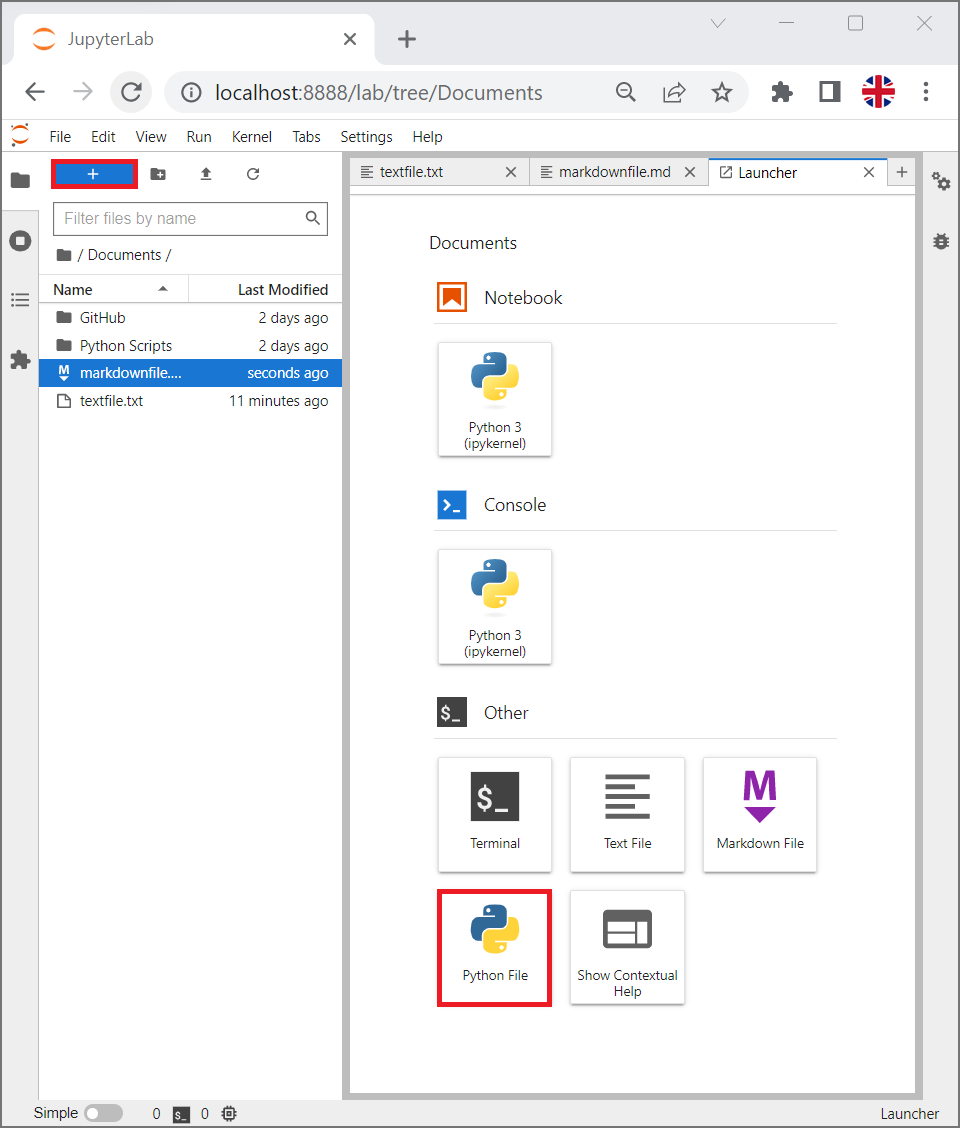 JupyterLab
localhost:8888/lab/tree/Documents
File Edit View Run Kernel Tabs Settings Help
textfile.txt markdownfile.md Launcher
Filter files by name
/ Documents /
Name Last Modified
GitHub 2 days ago
Python Scripts 2 days ago
markdownfile.... seconds ago
textfile.txt 11 minutes ago
Documents
Notebook
Python 3
(ipykernel)
Console
Python 3
(ipykernel)
$_ Other
$_
Terminal Text File Markdown File
Python File Show Contextual
Help
Simple 0 $_ 0 Launcher